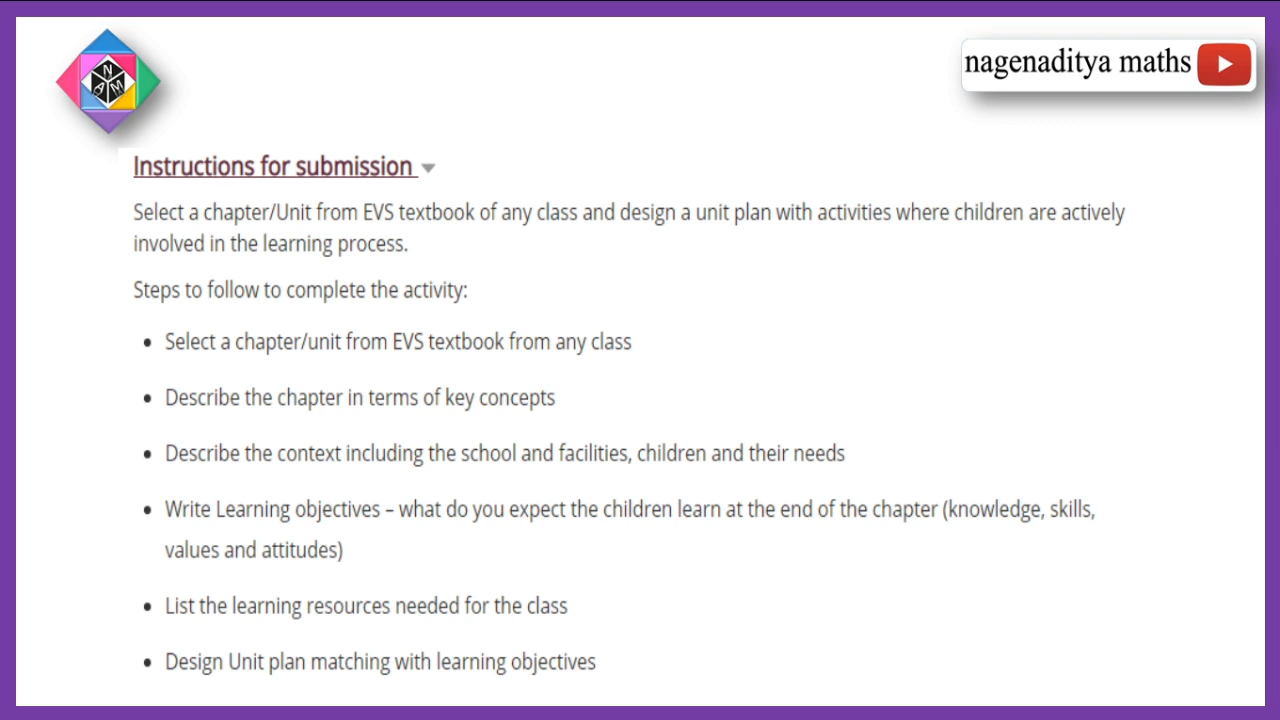 N
A M
nagenaditya maths
Instructions for submission
Select a chapter/Unit from EVS textbook of any class and design a unit plan with activities where children are actively
involved in the learning process.
Steps to follow to complete the activity:
• Select a chapter/unit from EVS textbook from any class
• Describe the chapter in terms of key concepts
• Describe the context including the school and facilities, children and their needs
• Write Learning objectives – what do you expect the children learn at the end of the chapter (knowledge, skills,
values and attitudes)
• List the learning resources needed for the class
• Design Unit plan matching with learning objectives